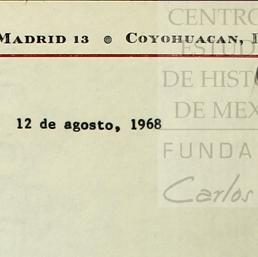 CENTRO
MADRID 13 ● COYOHUACAN,
ESTUD
DE HIST
DE MEX
12 de agosto, 1968
FUNDA
Carlos